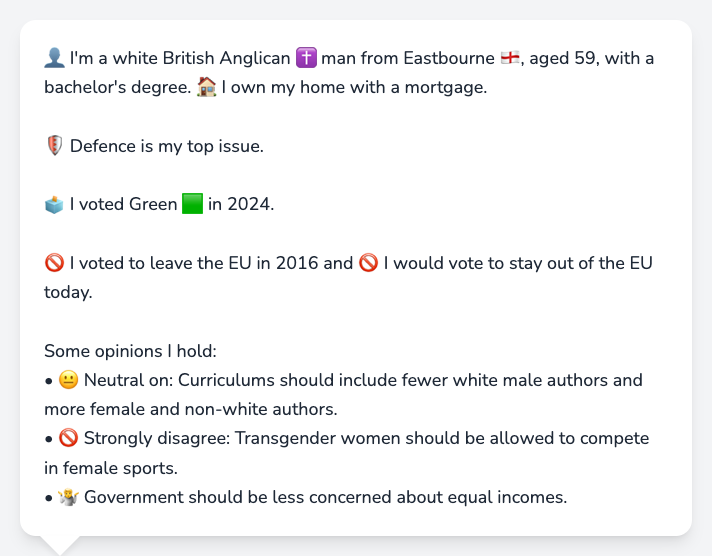 👤 I'm a white British Anglican ✝️ man from Eastbourne 🏴󠁧󠁢󠁥󠁮󠁧󠁿, aged 59, with a
bachelor's degree. 🏠 I own my home with a mortgage.
🛡️ Defence is my top issue.
🗳️ I voted Green 🟩 in 2024.
🚫 I voted to leave the EU in 2016 and 🚫 I would vote to stay out of the EU
today.
Some opinions I hold:
• 😐 Neutral on: Curriculums should include fewer white male authors and
more female and non-white authors.
• 🚫 Strongly disagree: Transgender women should be allowed to compete
in female sports.
• 🤷 Government should be less concerned about equal incomes.